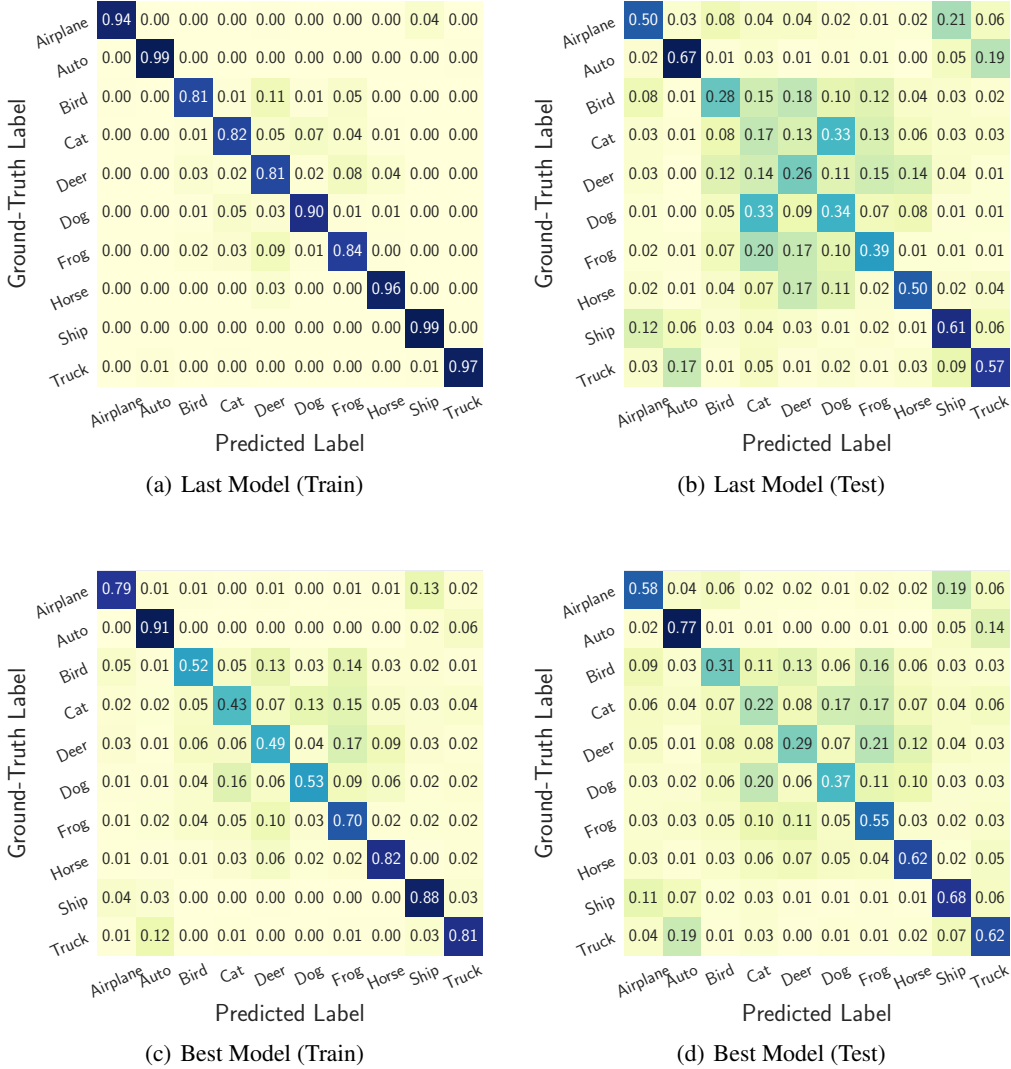 Ground-Truth Label
Airplane 0.94 0.00 0.00 0.00 0.00 0.00 0.00 0.00 0.04 0.00
Auto 0.00 0.99 0.00 0.00 0.00 0.00 0.00 0.00 0.00 0.00
Bird 0.00 0.00 0.81 0.01 0.11 0.01 0.05 0.00 0.00 0.00
Cat 0.00 0.00 0.01 0.82 0.05 0.07 0.04 0.01 0.00 0.00
Deer 0.00 0.00 0.03 0.02 0.81 0.02 0.08 0.04 0.00 0.00
Dog 0.00 0.00 0.01 0.05 0.03 0.90 0.01 0.01 0.00 0.00
Frog 0.00 0.00 0.02 0.03 0.09 0.01 0.84 0.00 0.00 0.00
Horse 0.00 0.00 0.00 0.00 0.03 0.00 0.00 0.96 0.00 0.00
Ship 0.00 0.00 0.00 0.00 0.00 0.00 0.00 0.00 0.99 0.00
Truck 0.00 0.01 0.00 0.00 0.00 0.00 0.00 0.00 0.01 0.97
Airplane Auto Bird Cat Deer Dog Frog Horse Ship Truck
Predicted Label
(a) Last Model (Train)
Ground-Truth Label
Airplane 0.50 0.03 0.08 0.04 0.04 0.02 0.01 0.02 0.21 0.06
Auto 0.02 0.67 0.01 0.03 0.01 0.01 0.01 0.00 0.05 0.19
Bird 0.08 0.01 0.28 0.15 0.18 0.10 0.12 0.04 0.03 0.02
Cat 0.03 0.01 0.08 0.17 0.13 0.33 0.13 0.06 0.03 0.03
Deer 0.03 0.00 0.12 0.14 0.26 0.11 0.15 0.14 0.04 0.01
Dog 0.01 0.00 0.05 0.33 0.09 0.34 0.07 0.08 0.01 0.01
Frog 0.02 0.01 0.07 0.20 0.17 0.10 0.39 0.01 0.01 0.01
Horse 0.02 0.01 0.04 0.07 0.17 0.11 0.02 0.50 0.02 0.04
Ship 0.12 0.06 0.03 0.04 0.03 0.01 0.02 0.01 0.61 0.06
Truck 0.03 0.17 0.01 0.05 0.01 0.02 0.01 0.03 0.09 0.57
Airplane Auto Bird Cat Deer Dog Frog Horse Ship Truck
Predicted Label
(b) Last Model (Test)
Ground-Truth Label
Airplane 0.79 0.01 0.01 0.00 0.01 0.00 0.01 0.00 0.13 0.02
Auto 0.00 0.91 0.00 0.00 0.00 0.00 0.00 0.00 0.02 0.06
Bird 0.05 0.01 0.52 0.05 0.13 0.03 0.14 0.03 0.02 0.01
Cat 0.02 0.02 0.05 0.43 0.07 0.13 0.15 0.05 0.03 0.04
Deer 0.03 0.01 0.06 0.06 0.49 0.04 0.17 0.09 0.03 0.02
Dog 0.01 0.01 0.04 0.16 0.06 0.53 0.09 0.06 0.02 0.02
Frog 0.01 0.02 0.04 0.05 0.10 0.03 0.70 0.02 0.02 0.02
Horse 0.01 0.01 0.01 0.03 0.06 0.02 0.02 0.82 0.00 0.02
Ship 0.04 0.03 0.00 0.00 0.00 0.00 0.01 0.00 0.88 0.03
Truck 0.01 0.12 0.00 0.01 0.00 0.00 0.01 0.00 0.03 0.81
Airplane Auto Bird Cat Deer Dog Frog Horse Ship Truck
Predicted Label
(c) Best Model (Train)
Ground-Truth Label
Airplane 0.58 0.04 0.06 0.02 0.02 0.01 0.02 0.02 0.19 0.06
Auto 0.02 0.77 0.01 0.01 0.00 0.00 0.01 0.00 0.05 0.14
Bird 0.09 0.03 0.31 0.11 0.13 0.06 0.16 0.06 0.03 0.03
Cat 0.06 0.04 0.07 0.22 0.08 0.17 0.17 0.07 0.04 0.06
Deer 0.05 0.01 0.08 0.08 0.29 0.07 0.21 0.12 0.04 0.03
Dog 0.03 0.02 0.06 0.20 0.06 0.37 0.11 0.10 0.03 0.03
Frog 0.03 0.03 0.05 0.10 0.11 0.05 0.55 0.03 0.02 0.03
Horse 0.03 0.01 0.03 0.06 0.07 0.05 0.04 0.62 0.02 0.05
Ship 0.11 0.07 0.02 0.03 0.01 0.01 0.01 0.01 0.68 0.06
Truck 0.04 0.19 0.01 0.03 0.00 0.01 0.01 0.02 0.07 0.62
Airplane Auto Bird Cat Deer Dog Frog Horse Ship Truck
Predicted Label
(d) Best Model (Test)